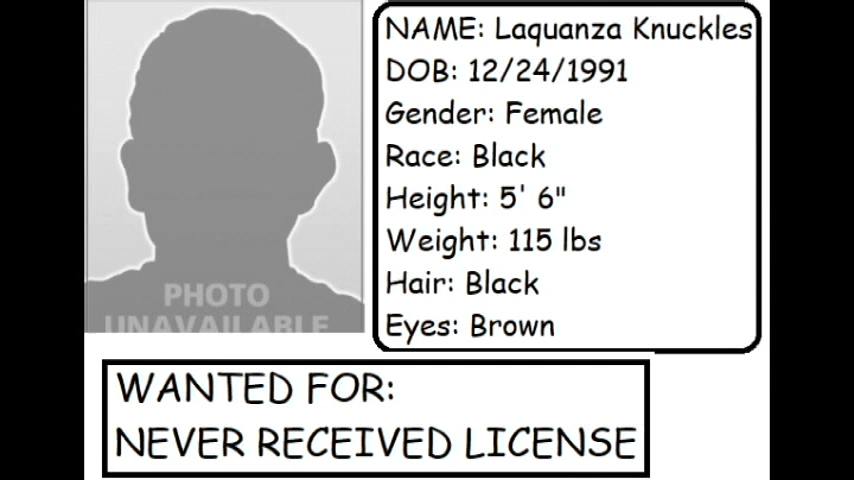 NAME: Laquanza Knuckles
DOB: 12/24/1991
Gender: Female
Race: Black
Height: 5' 6"
Weight: 115 lbs
Hair: Black
Eyes: Brown
PHOTO
UNAVAILABLE
WANTED FOR:
NEVER RECEIVED LICENSE